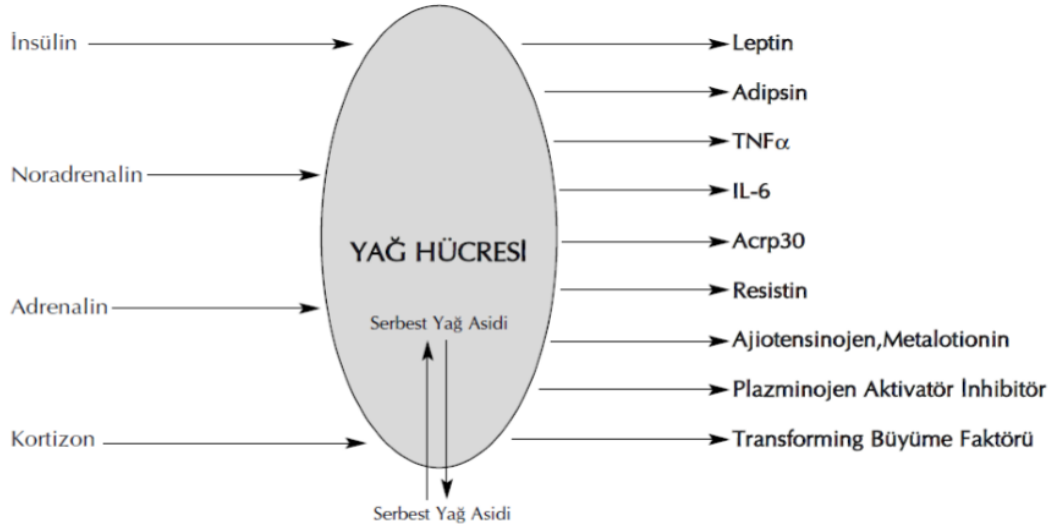 İnsülin
Noradrenalin
Adrenalin
Kortizon
YAĞ HÜCRESİ
Serbest Yağ Asidi
Serbest Yağ Asidi
Leptin
Adipsin
TNFα
IL-6
Acrp30
Resistin
Ajiotensinojen,Metalotionin
Plazminojen Aktivatör İnhibitör
Transforming Büyüme Faktörü